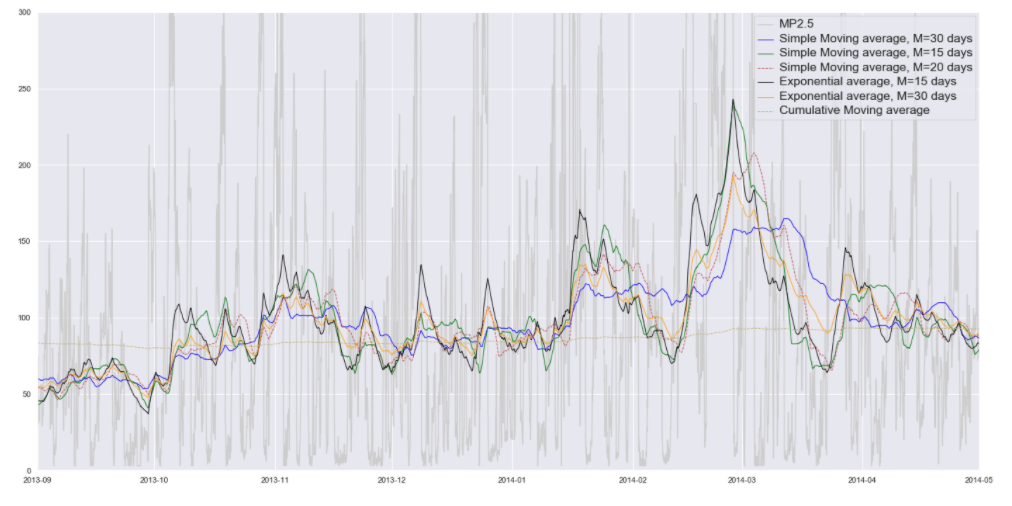 300
250
200
150
100
50
0
2013-09 2013-10 2013-11 2013-12 2014-01 2014-02 2014-03 2014-04 2014-05
MP2.5
Simple Moving average, M=30 days
Simple Moving average, M=15 days
Simple Moving average, M=20 days
Exponential average, M=15 days
Exponential average, M=30 days
Cumulative Moving average